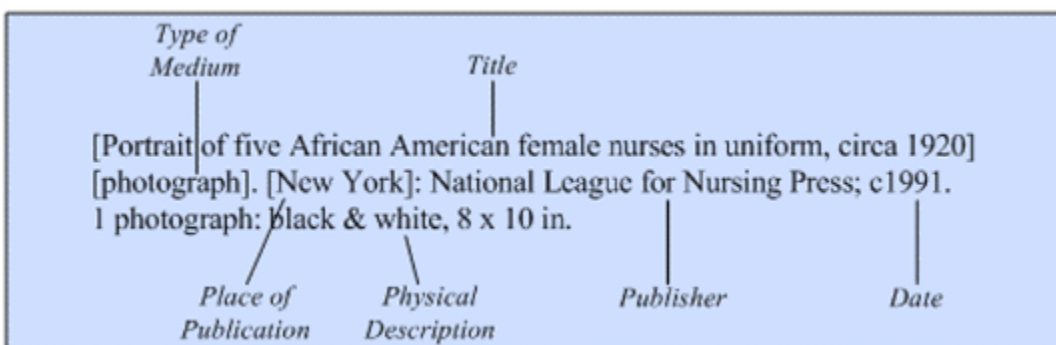 Type of
Medium
Title
[Portrait of five African American female nurses in uniform, circa 1920]
[photograph]. [New York]: National League for Nursing Press; c1991.
1 photograph: black & white, 8 x 10 in.
Place of
Publication
Physical
Description
Publisher
Date